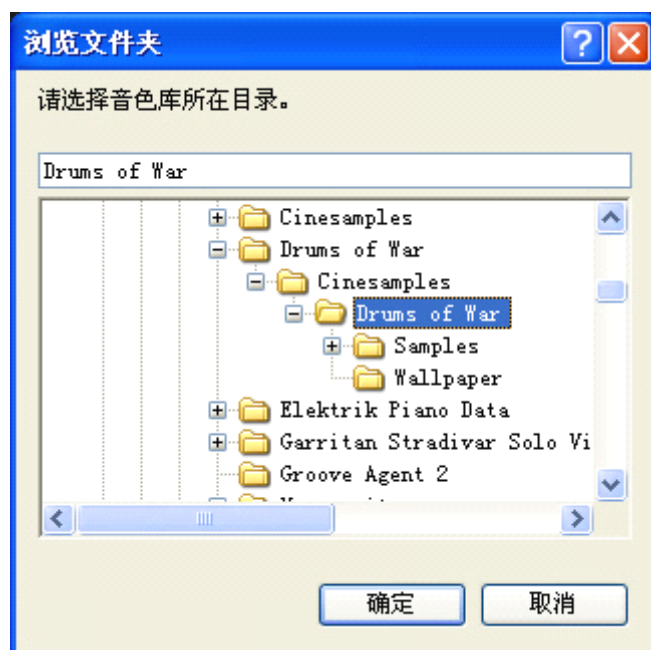 浏览文件夹
请选择音色库所在目录。
Drums of War
Cinesamples
Drums of War
Cinesamples
Drums of War
Samples
Wallpaper
Elektrik Piano Data
Garritan Stradivar Solo Vi
Groove Agent 2
确定 取消